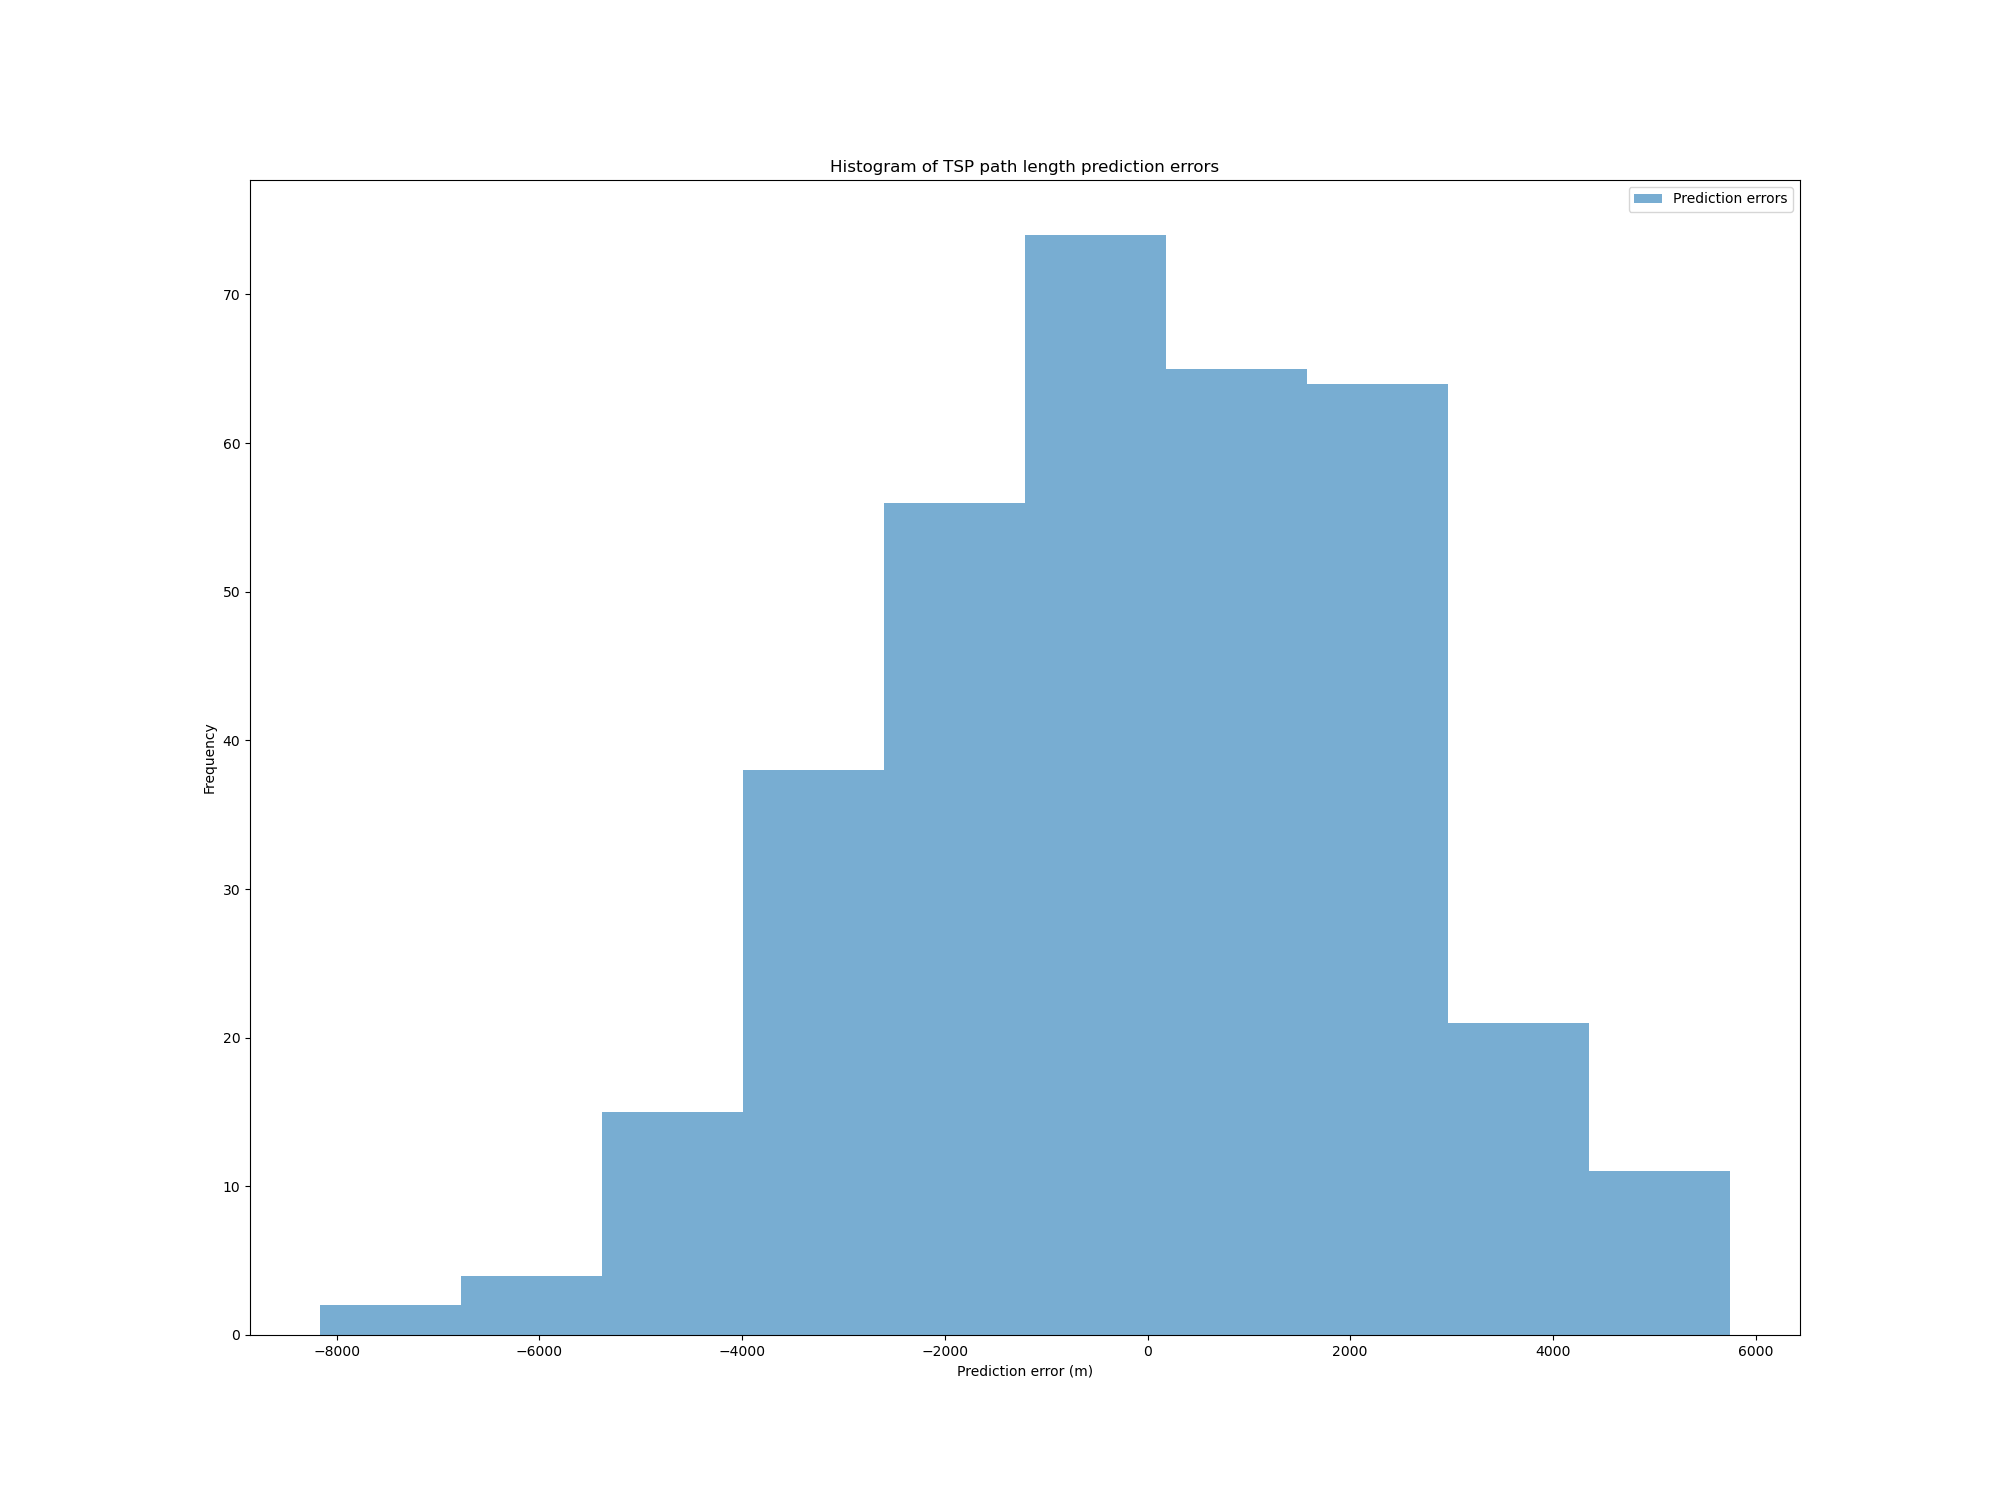 Histogram of TSP path length prediction errors
Prediction errors
70
60
50
40
30
20
10
0
Frequency
−8000 −6000 −4000 −2000 0 2000 4000 6000
Prediction error (m)